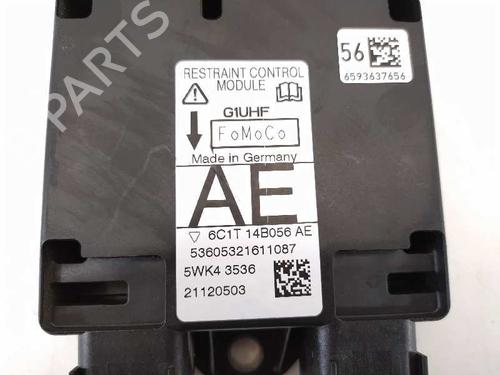 56
6593637656
RESTRAINT CONTROL
MODULE
G1UHF
FoMoCo
Made in Germany
AE
6C1T 14B056 AE
53605321611087
5WK4 3536
21120503
B-PARTS